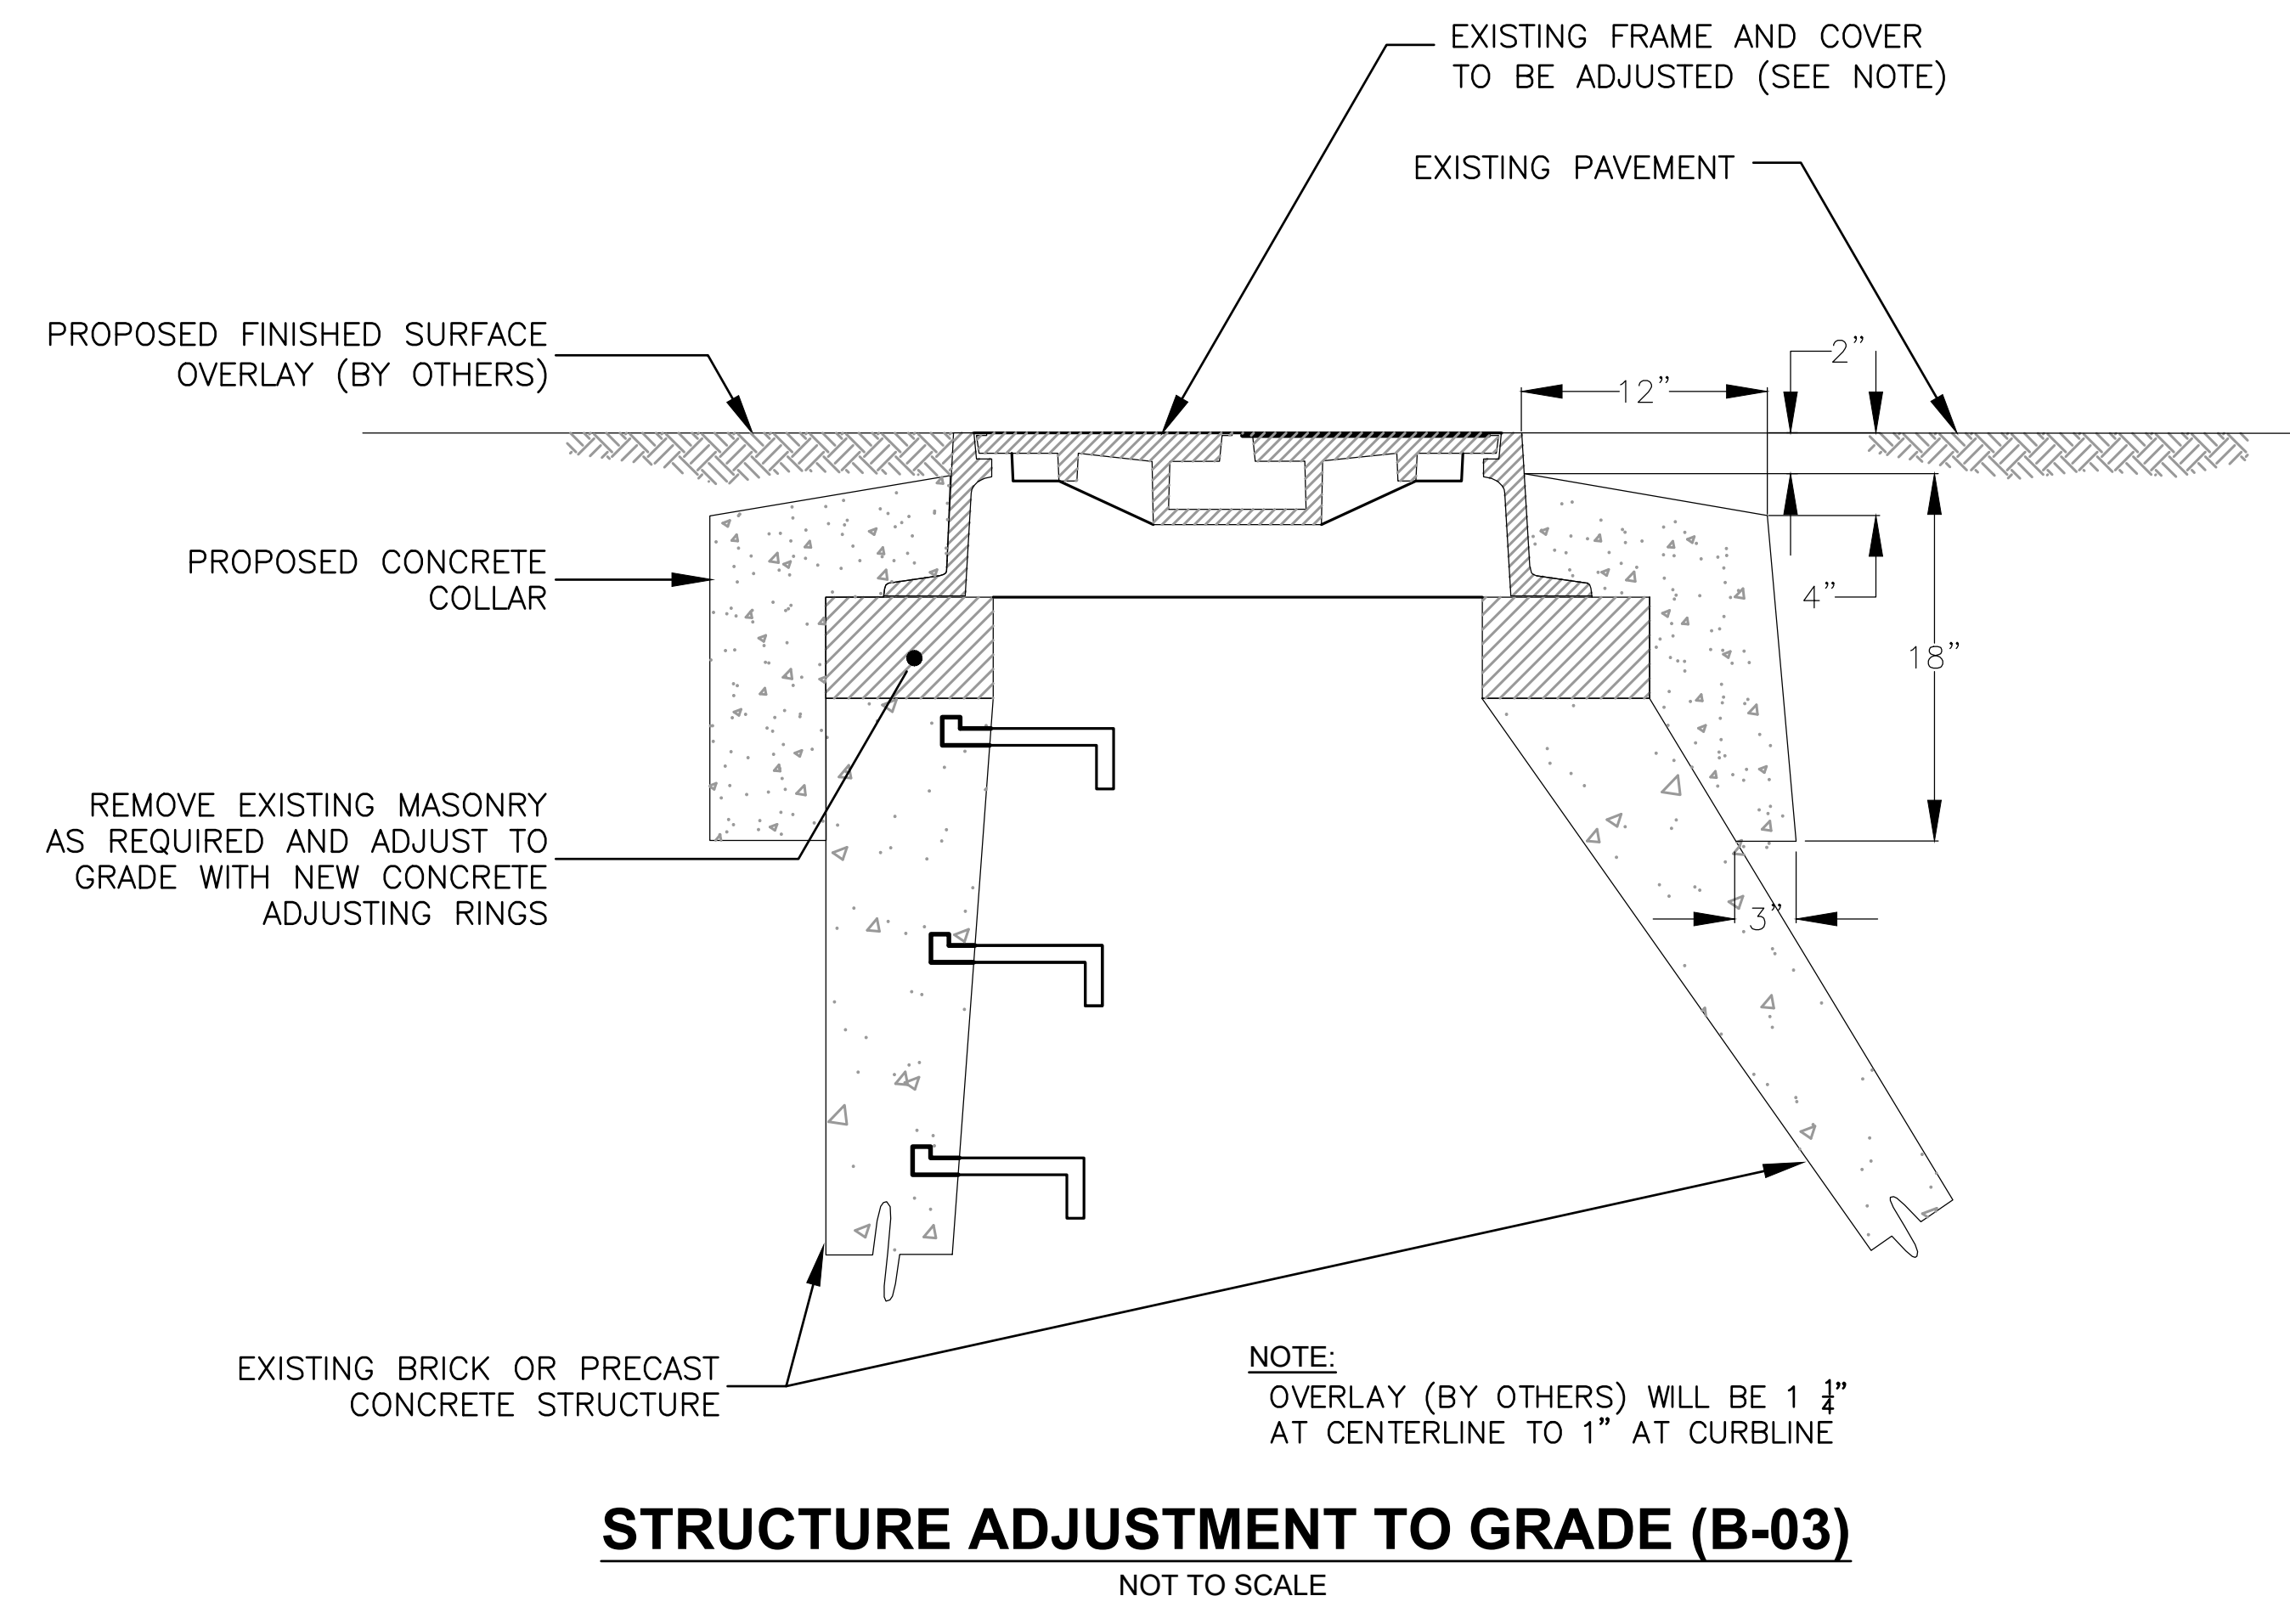 EXISTING FRAME AND COVER
TO BE ADJUSTED (SEE NOTE)
EXISTING PAVEMENT
PROPOSED FINISHED SURFACE
OVERLAY (BY OTHERS)
2”
12”
PROPOSED CONCRETE
COLLAR
4”
18”
REMOVE EXISTING MASONRY
AS REQUIRED AND ADJUST TO
GRADE WITH NEW CONCRETE
ADJUSTING RINGS
3”
EXISTING BRICK OR PRECAST
CONCRETE STRUCTURE
NOTE:
OVERLAY (BY OTHERS) WILL BE 1 1/4”
AT CENTERLINE TO 1” AT CURBLINE
STRUCTURE ADJUSTMENT TO GRADE (B-03)
NOT TO SCALE